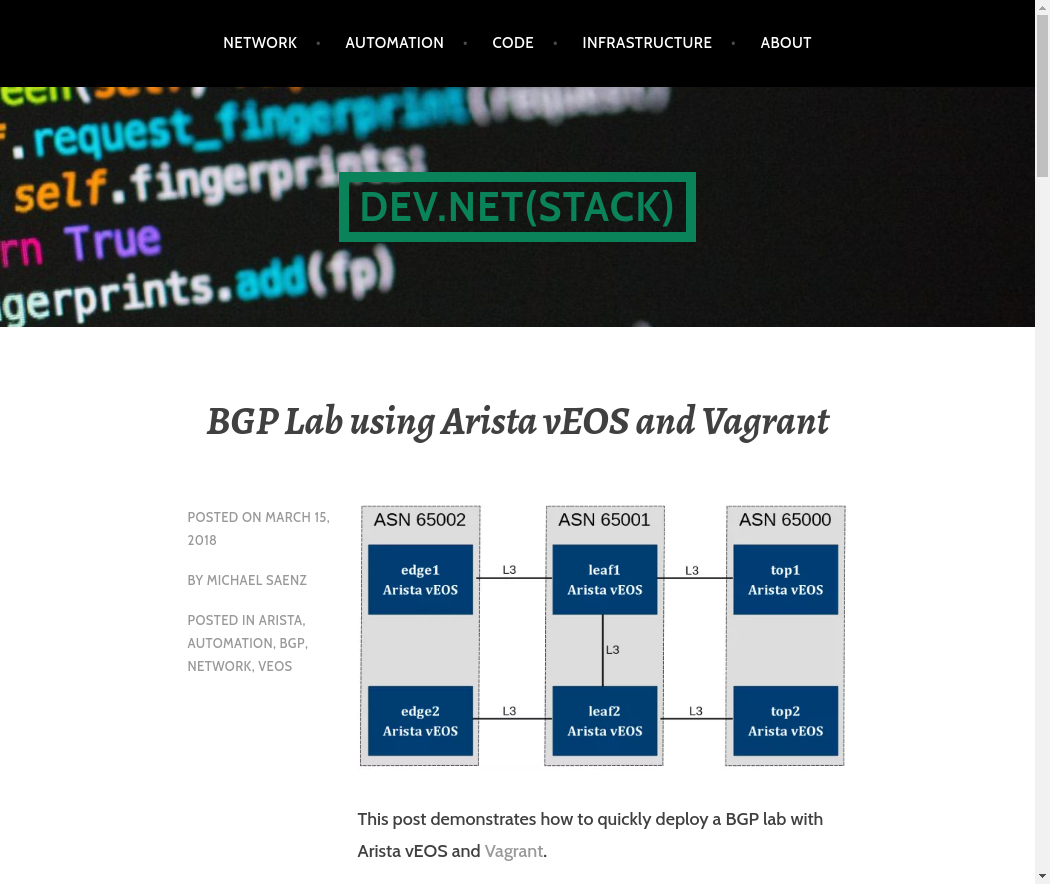 NETWORK • AUTOMATION • CODE • INFRASTRUCTURE • ABOUT
een(self, 
f.request_fingerprint(request)
self.fingerprints:
rn True
ngerprints.add(fp)
DEV.NET(STACK)
BGP Lab using Arista vEOS and Vagrant
POSTED ON MARCH 15,
2018
BY MICHAEL SAENZ
POSTED IN ARISTA,
AUTOMATION, BGP,
NETWORK, VEOS
ASN 65002 ASN 65001 ASN 65000
edge1 L3 leaf1 L3 top1
Arista vEOS Arista vEOS Arista vEOS
L3
edge2 L3 leaf2 L3 top2
Arista vEOS Arista vEOS Arista vEOS
This post demonstrates how to quickly deploy a BGP lab with
Arista vEOS and Vagrant.